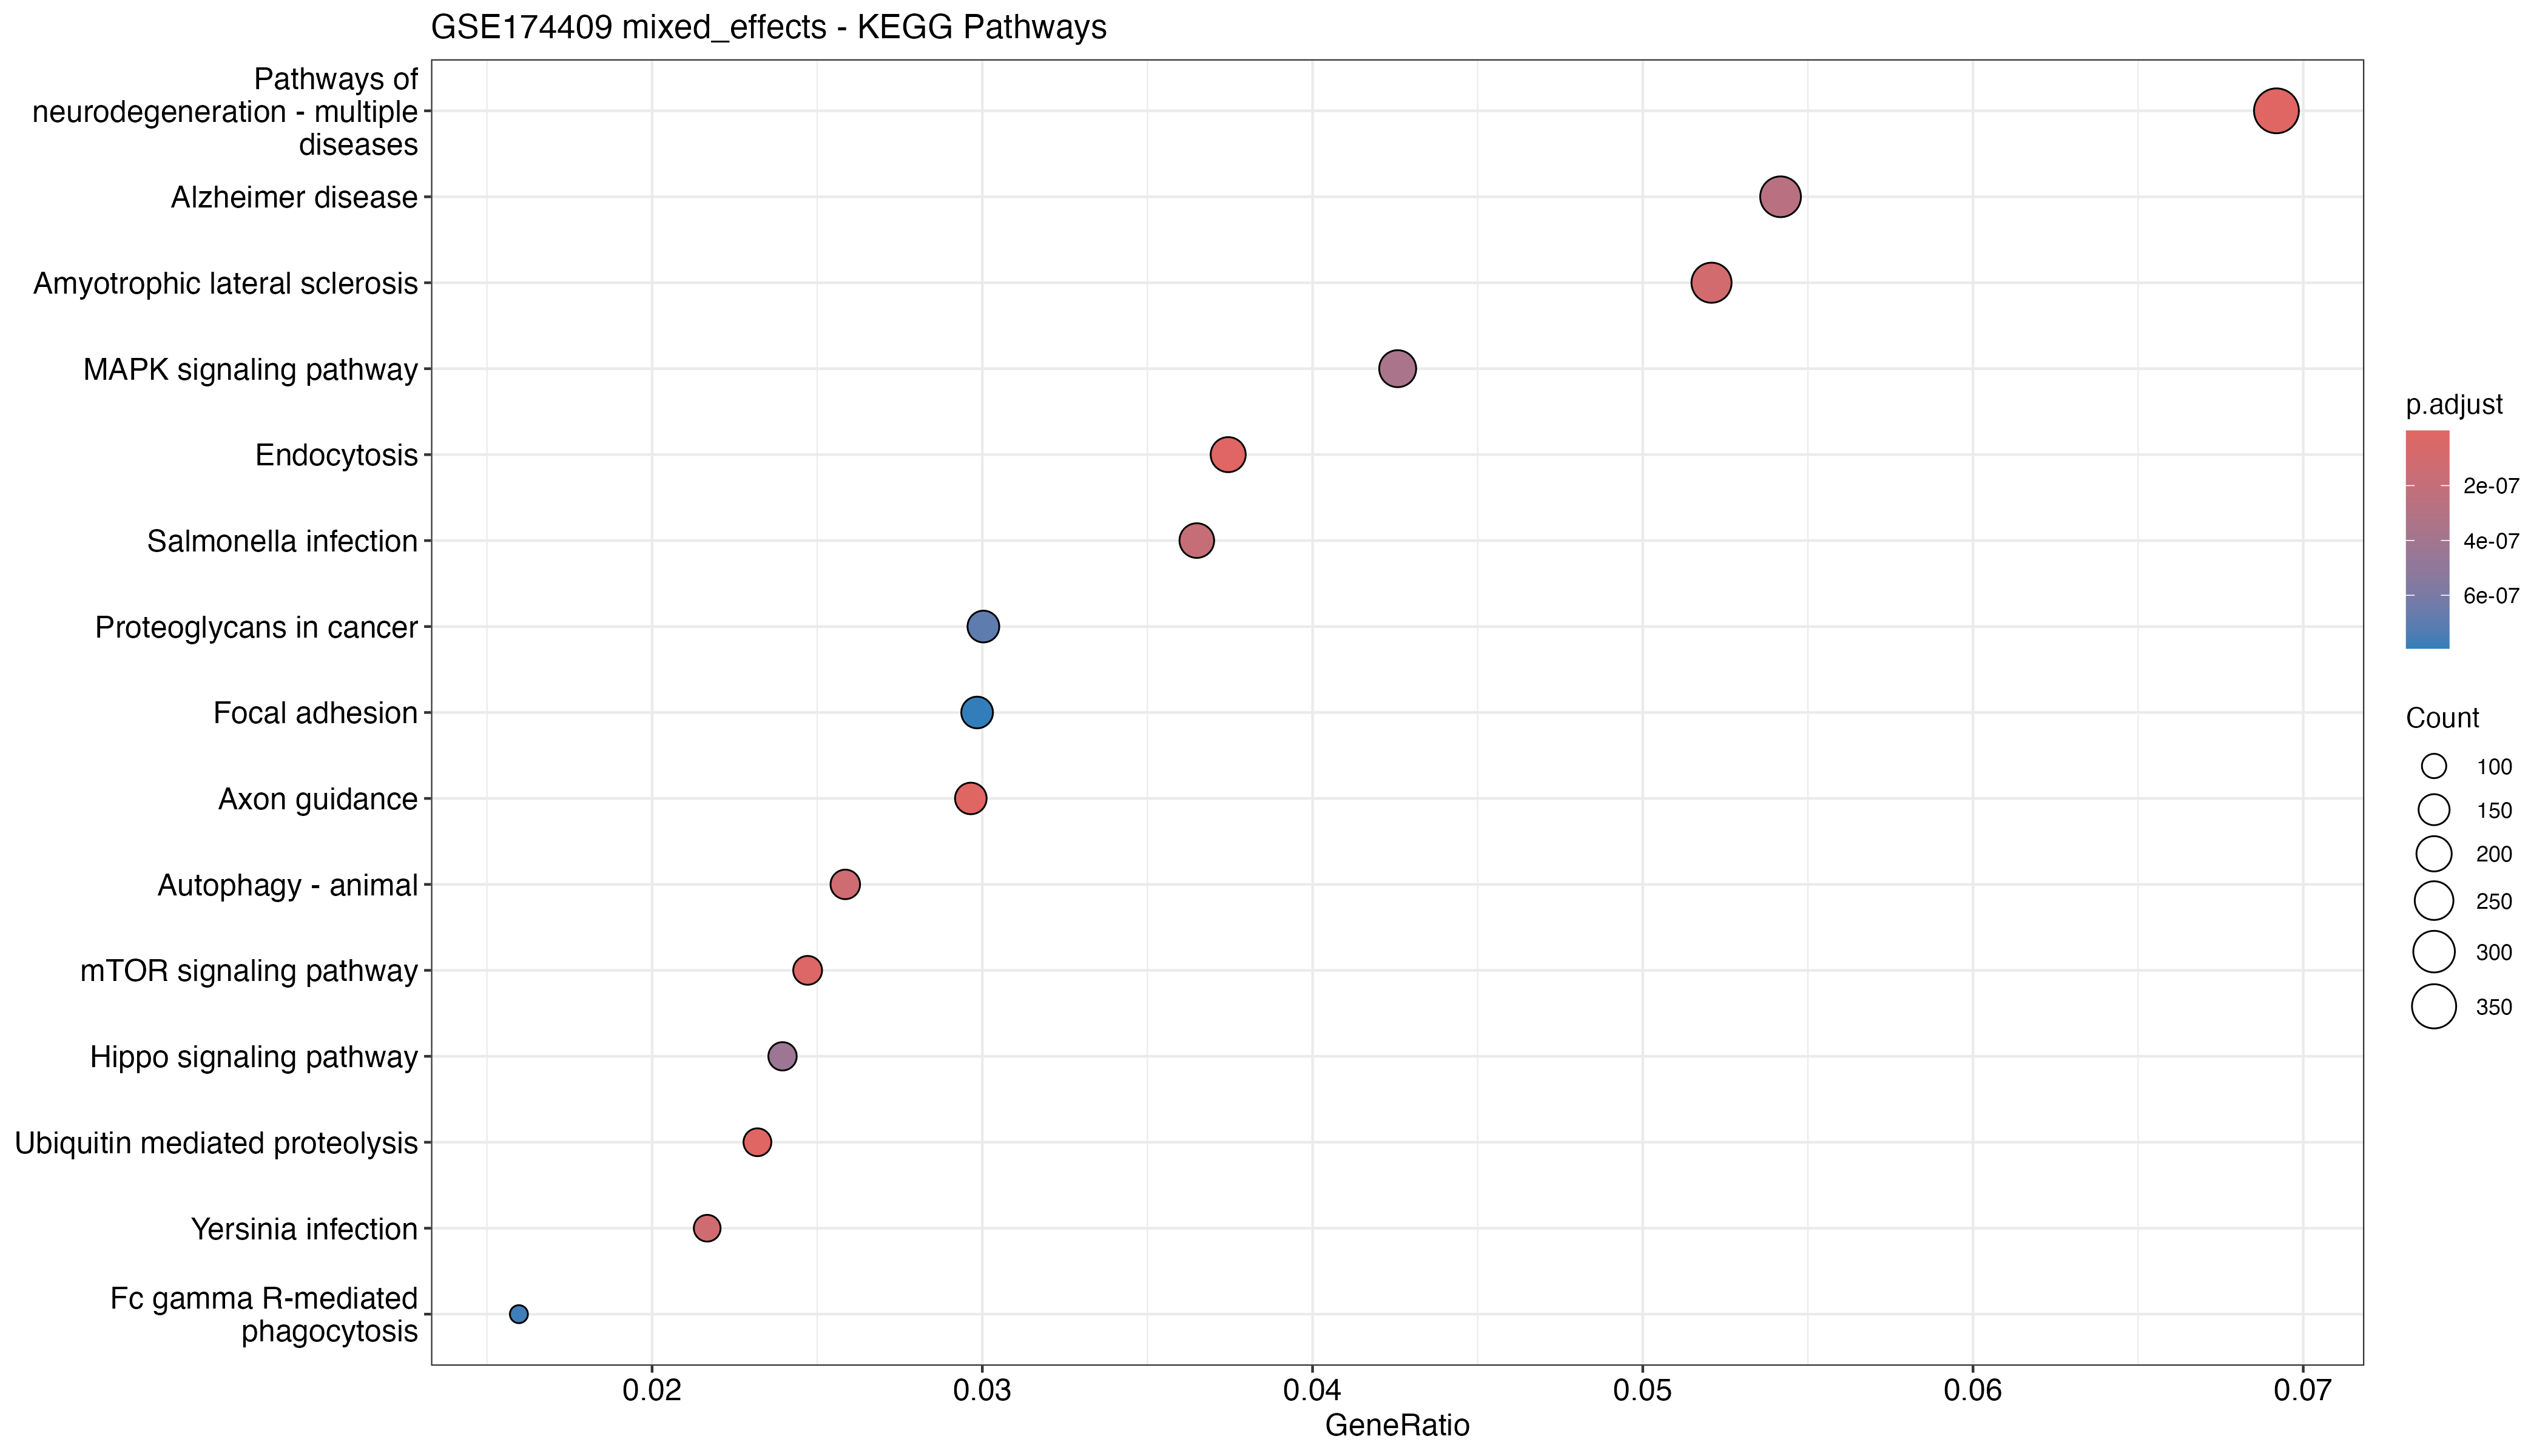 GSE174409 mixed_effects - KEGG Pathways
Pathways of
neurodegeneration - multiple
diseases
Alzheimer disease
Amyotrophic lateral sclerosis
MAPK signaling pathway
Endocytosis
Salmonella infection
Proteoglycans in cancer
Focal adhesion
Axon guidance
Autophagy - animal
mTOR signaling pathway
Hippo signaling pathway
Ubiquitin mediated proteolysis
Yersinia infection
Fc gamma R-mediated
phagocytosis
0.02 0.03 0.04 0.05 0.06 0.07
GeneRatio
p.adjust
2e-07
4e-07
6e-07
Count
100
150
200
250
300
350